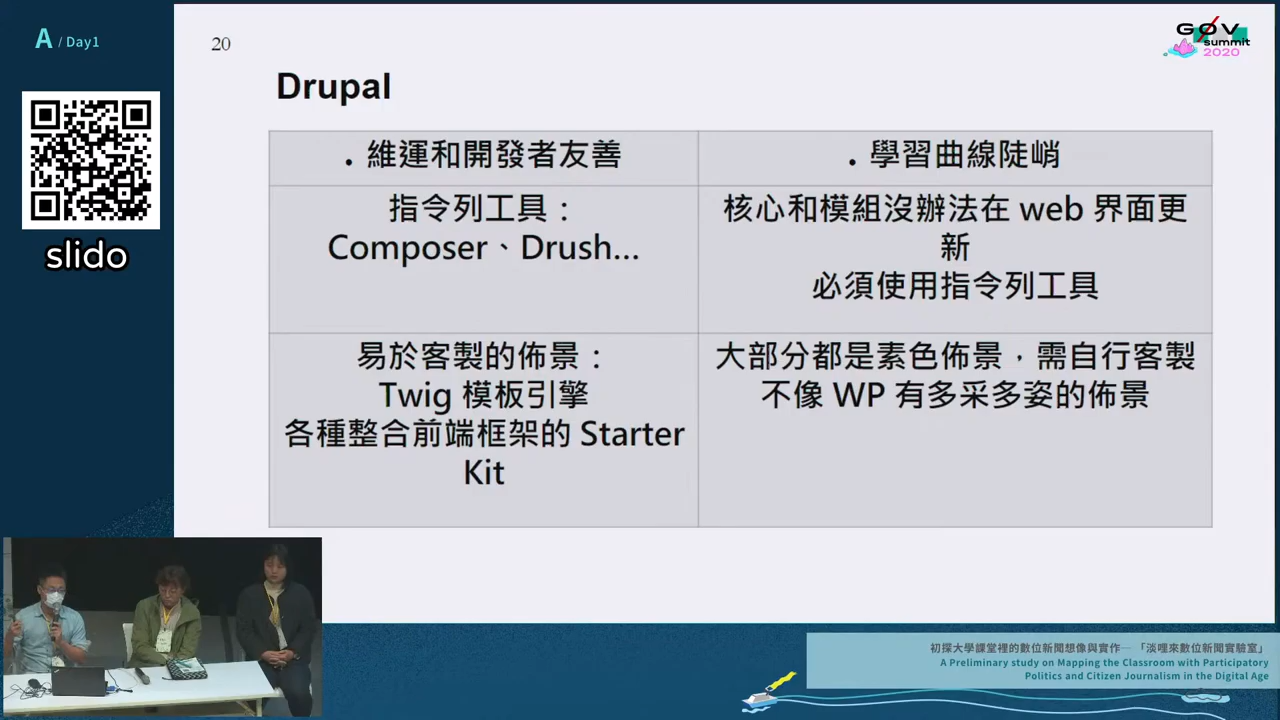 A / Day1
slido
20
GØV
summit
2020
Drupal
．維運和開發者友善
．學習曲線陡峭
指令列工具：
Composer、Drush...
核心和模組沒辦法在 web 界面更
新
必須使用指令列工具
易於客製的佈景：
Twig 模板引擎
各種整合前端框架的 Starter
Kit
大部分都是素色佈景，需自行客製
不像 WP 有多采多姿的佈景
初探大學課堂裡的數位新聞想像與實作─ 「淡哩來數位新聞實驗室」
A Preliminary study on Mapping the Classroom with Participatory
Politics and Citizen Journalism in the Digital Age